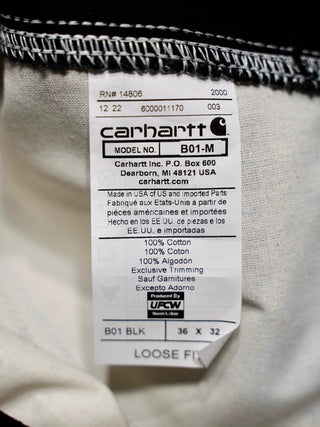 RN# 14806 2000
12 22 6000011170 003
carhartt
MODEL NO. B01-M
Carhartt Inc. P.O. Box 600
Dearborn, MI 48121 USA
carhartt.com
Made in USA of US and Imported Parts
Fabriqué aux Etats-Unis à partir de
pièces américaines et importées
Hecho en los EE.UU. de piezas e los
EE.UU. e importadas
100% Cotton
100% Coton
100% Algodón
Exclusive Trimming
Sauf Garnitures
Excepto Adorno
Produced By
UFCW
Union Labor
B01 BLK 36 X 32
LOOSE FI